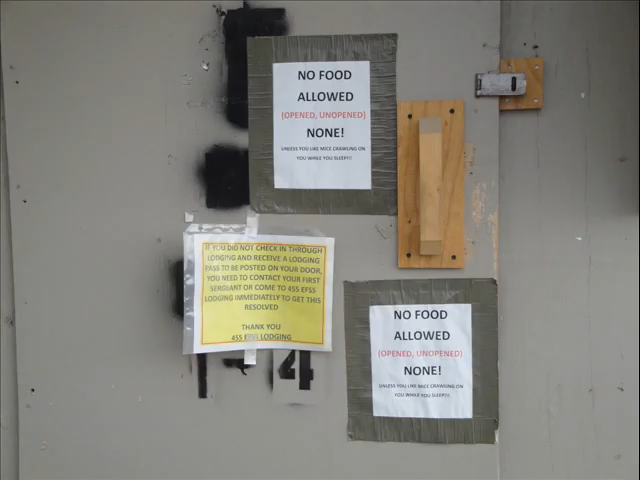 NO FOOD
ALLOWED
(OPENED, UNOPENED)
NONE!
UNLESS YOU LIKE MICE CRAWLING ON
YOU WHILE YOU SLEEP!!!
IF YOU DID NOT CHECK IN THROUGH
LODGING AND RECEIVE A LODGING
PASS TO BE POSTED ON YOUR DOOR,
YOU NEED TO CONTACT YOUR FIRST
SERGEANT OR COME TO 455 EFSS
LODGING IMMEDIATELY TO GET THIS
RESOLVED
THANK YOU
455 EFSS LODGING
4
NO FOOD
ALLOWED
(OPENED, UNOPENED)
NONE!
UNLESS YOU LIKE MICE CRAWLING ON
YOU WHILE YOU SLEEP!!!